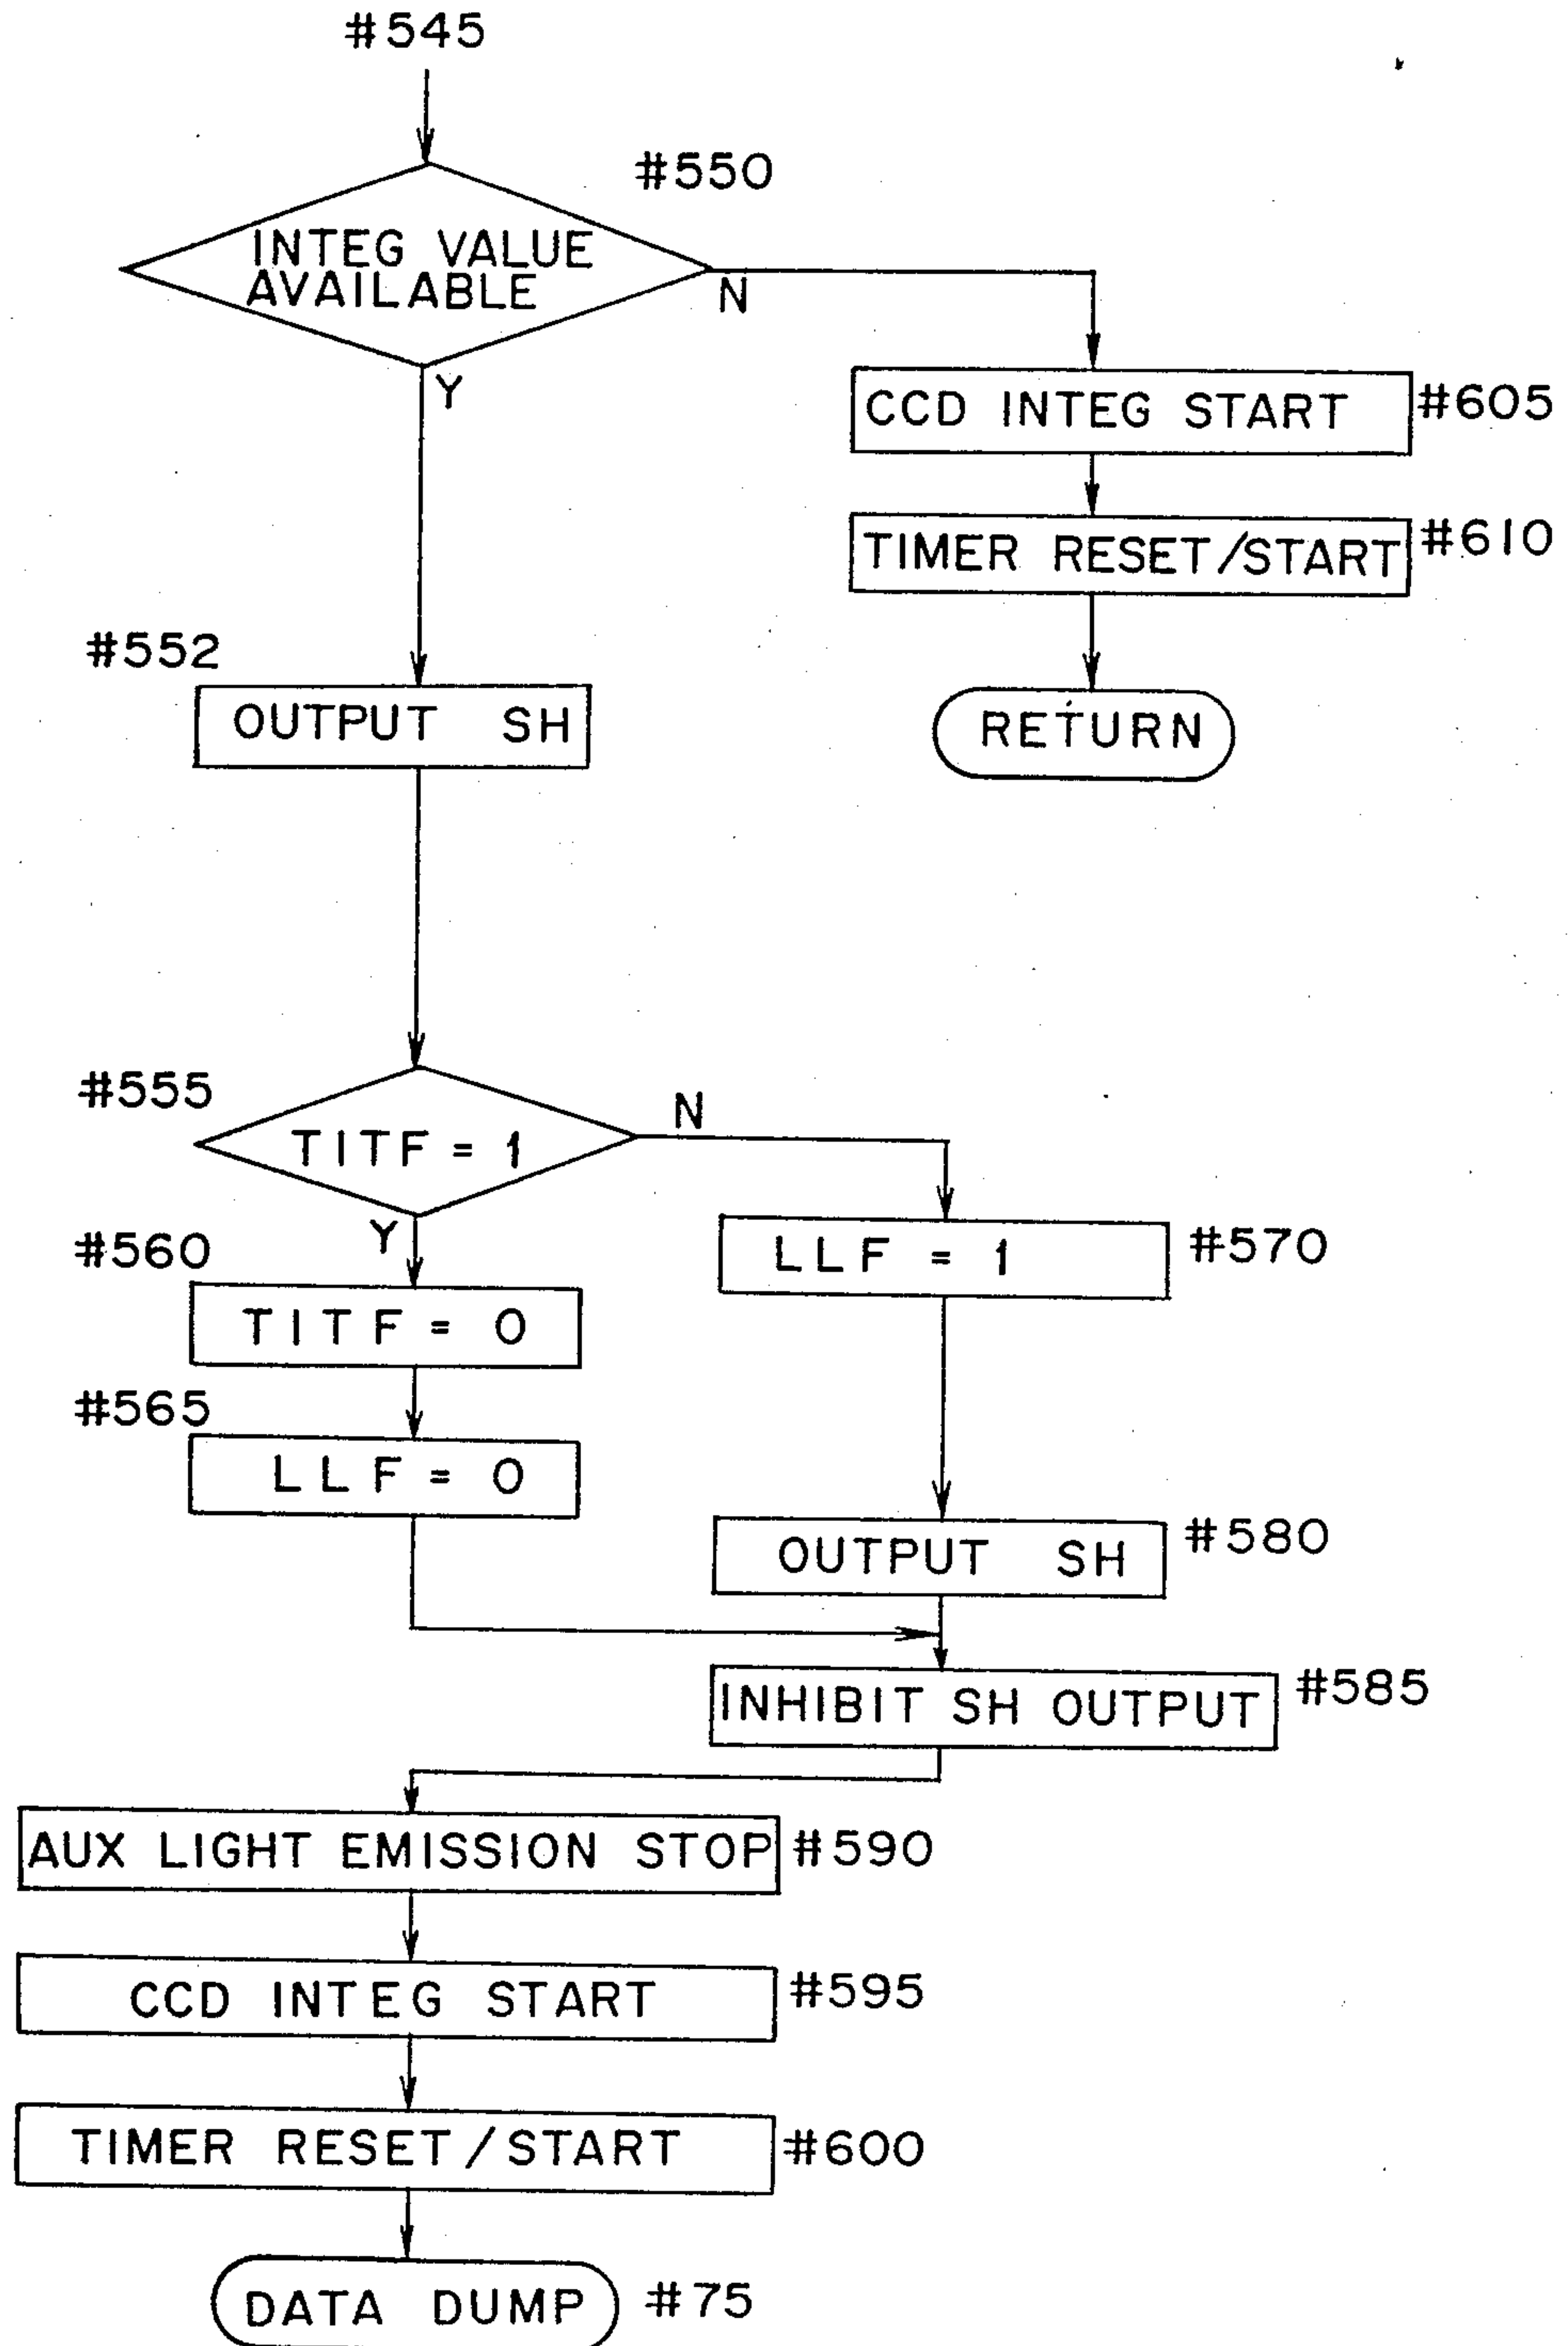 #545
#550
INTEG VALUE
AVAILABLE
N
Y
CCD INTEG START
#605
TIMER RESET/START
#610
RETURN
#552
OUTPUT SH
#555
TITF = 1
N
Y
#560
TITF = 0
LLF = 1
#570
#565
LLF = 0
OUTPUT SH
#580
INHIBIT SH OUTPUT
#585
AUX LIGHT EMISSION STOP
#590
CCD INTEG START
#595
TIMER RESET/START
#600
DATA DUMP
#75